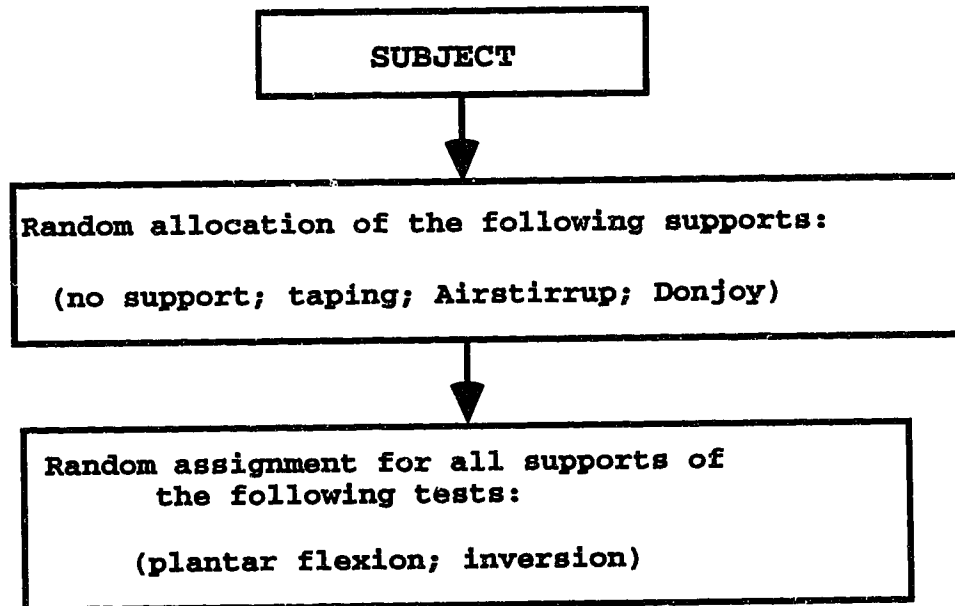 SUBJECT
Random allocation of the following supports:
(no support; taping; Airstirrup; Donjoy)
Random assignment for all supports of
the following tests:
(plantar flexion; inversion)